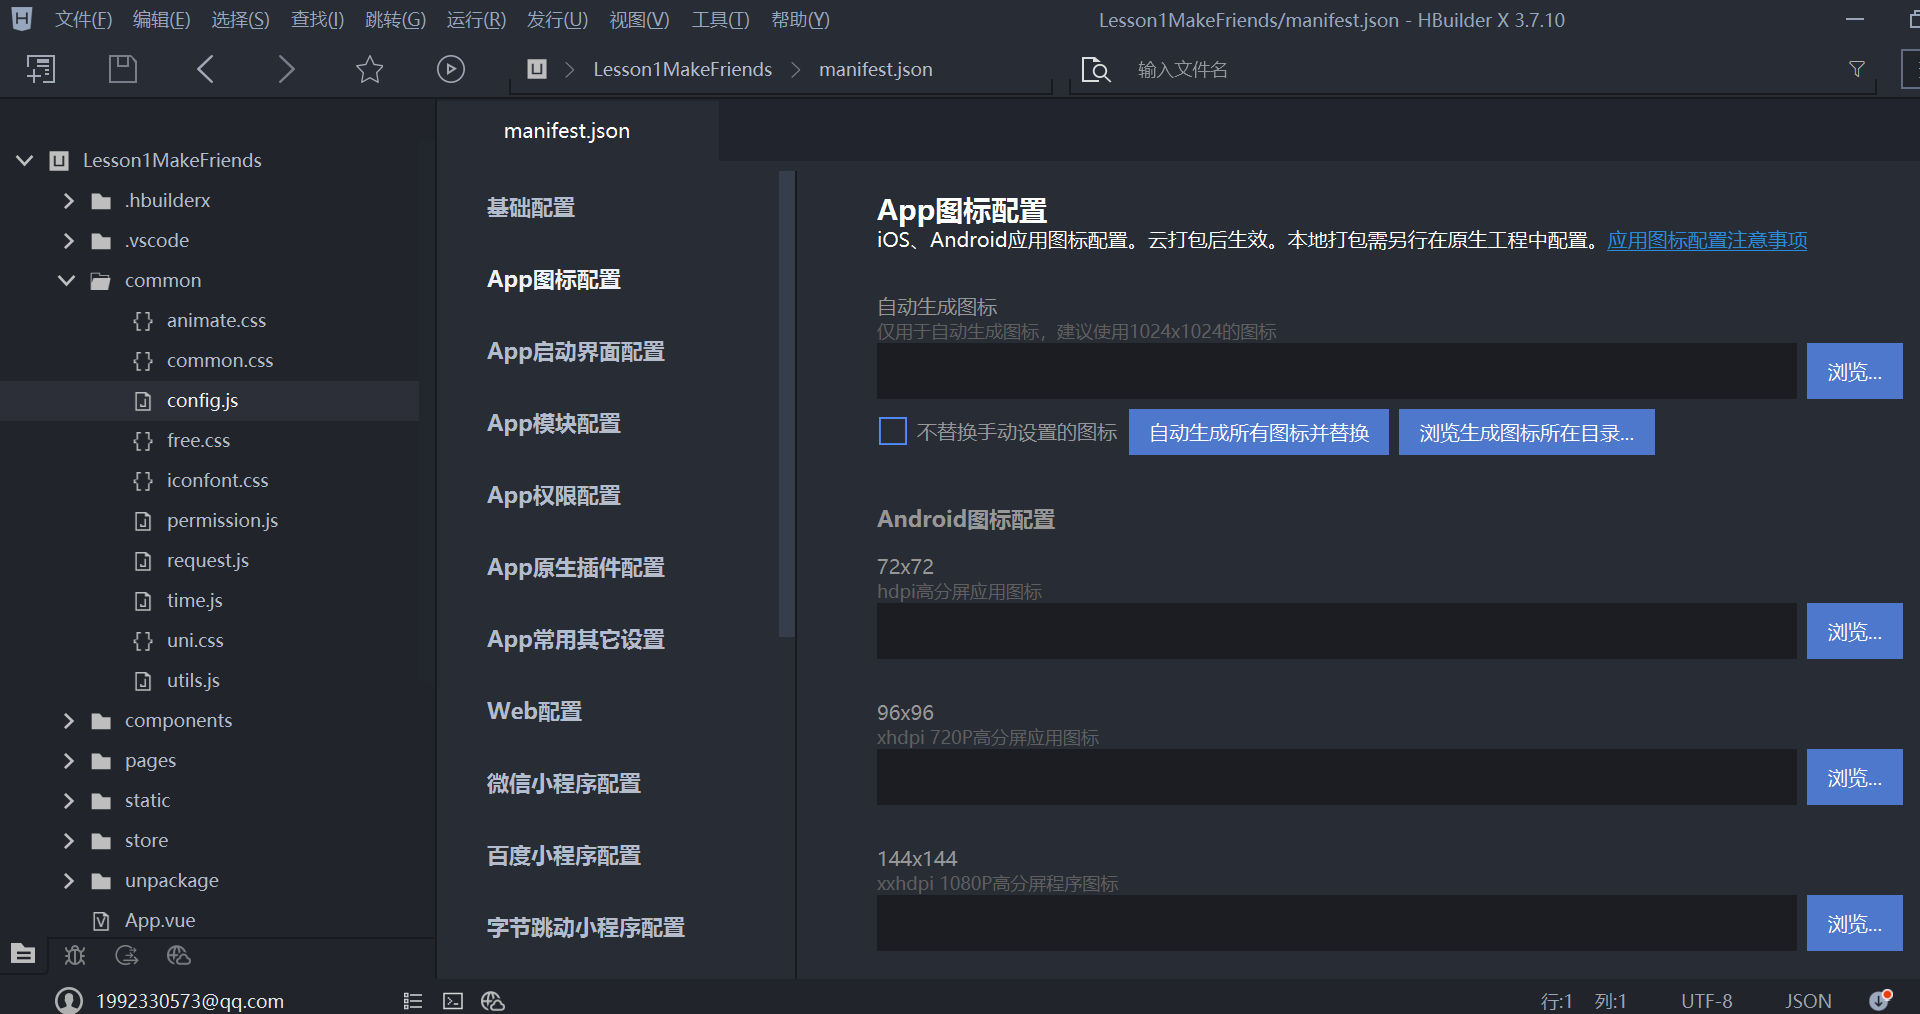 文件(F) 编辑(E) 选择(S) 查找(I) 跳转(G) 运行(R) 发行(U) 视图(V) 工具(T) 帮助(Y)
Lesson1MakeFriends/manifest.json - HBuilder X 3.7.10
Lesson1MakeFriends
manifest.json
输入文件名
Lesson1MakeFriends
.hbuilderx
.vscode
common
animate.css
common.css
config.js
free.css
iconfont.css
permission.js
request.js
time.js
uni.css
utils.js
components
pages
static
store
unpackage
App.vue
manifest.json
基础配置
App图标配置
App启动界面配置
App模块配置
App权限配置
App原生插件配置
App常用其它设置
Web配置
微信小程序配置
百度小程序配置
字节跳动小程序配置
App图标配置
iOS、Android应用图标配置。云打包后生效。本地打包需另行在原生工程中配置。应用图标配置注意事项
自动生成图标
仅用于自动生成图标，建议使用1024x1024的图标
浏览...
不替换手动设置的图标 自动生成所有图标并替换 浏览生成图标所在目录...
Android图标配置
72x72
hdpi高分屏应用图标
浏览...
96x96
xhdpi 720P高分屏应用图标
浏览...
144x144
xxhdpi 1080P高分屏程序图标
浏览...
1992330573@qq.com
行:1 列:1 UTF-8 JSON